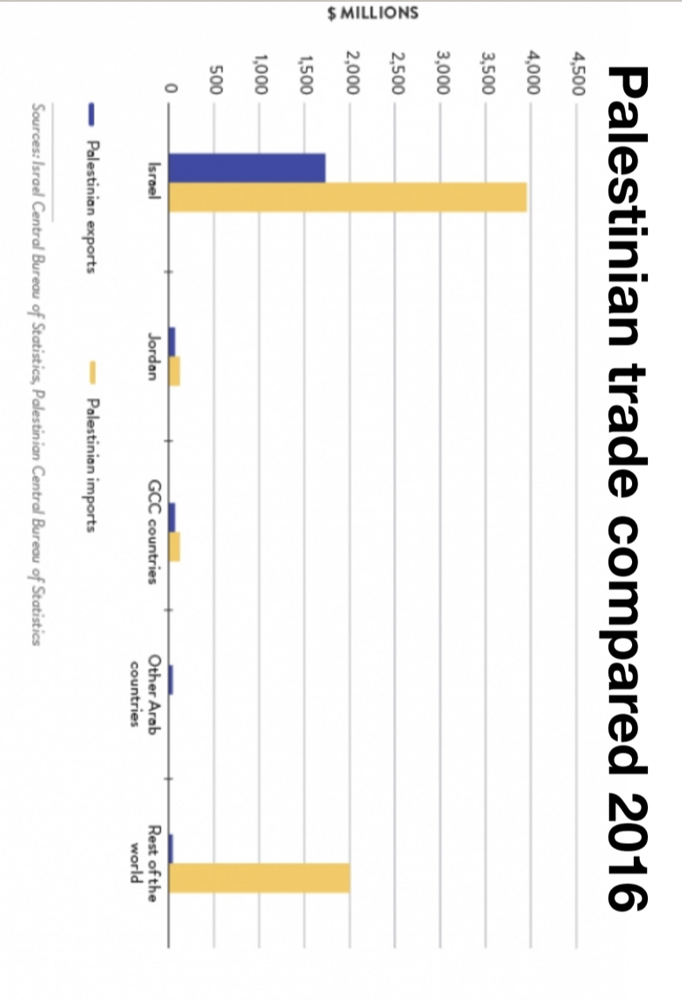 Palestinian trade compared 2016
$ MILLIONS
4,500
4,000
3,500
3,000
2,500
2,000
1,500
1,000
500
0
Israel
Jordan
GCC countries
Other Arab
countries
Rest of the
world
Palestinian exports
Palestinian imports
Sources: Israel Central Bureau of Statistics, Palestinian Central Bureau of Statistics